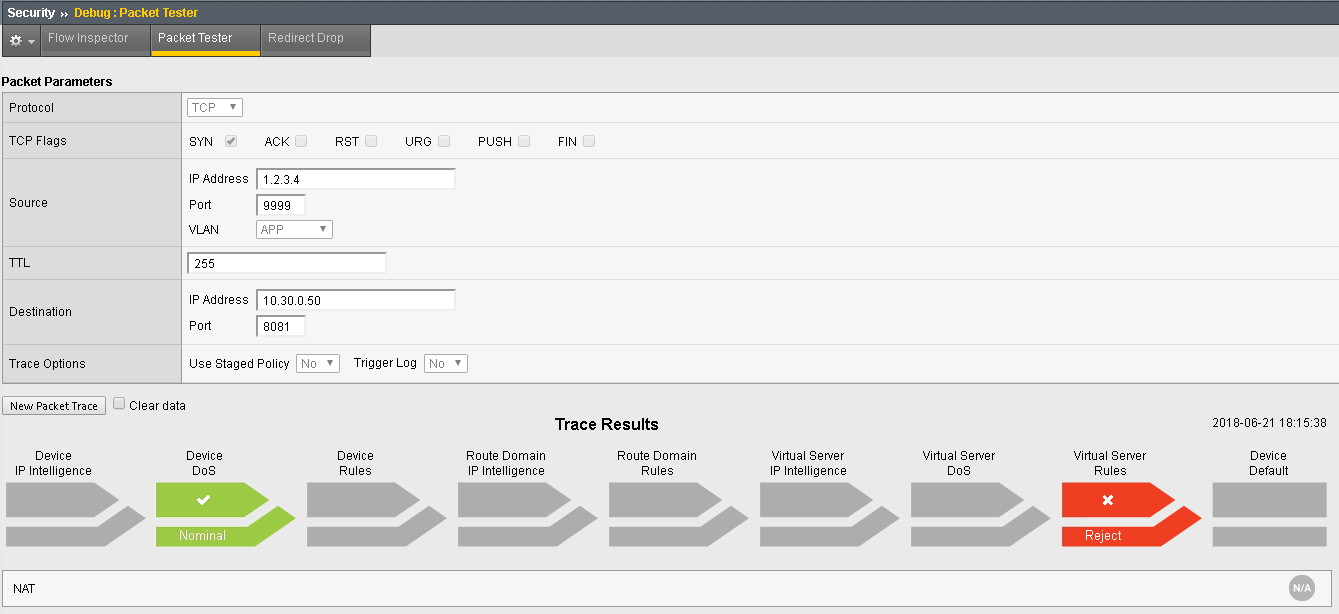 Security » Debug : Packet Tester
Flow Inspector Packet Tester Redirect Drop
Packet Parameters
Protocol TCP
TCP Flags SYN ACK RST URG PUSH FIN
Source
IP Address 1.2.3.4
Port 9999
VLAN APP
TTL 255
Destination
IP Address 10.30.0.50
Port 8081
Trace Options Use Staged Policy No Trigger Log No
New Packet Trace Clear data
Trace Results
2018-06-21 18:15:38
Device
IP Intelligence
Device
DoS
Nominal
Device
Rules
Route Domain
IP Intelligence
Route Domain
Rules
Virtual Server
IP Intelligence
Virtual Server
DoS
Virtual Server
Rules
Reject
Device
Default
NAT N/A